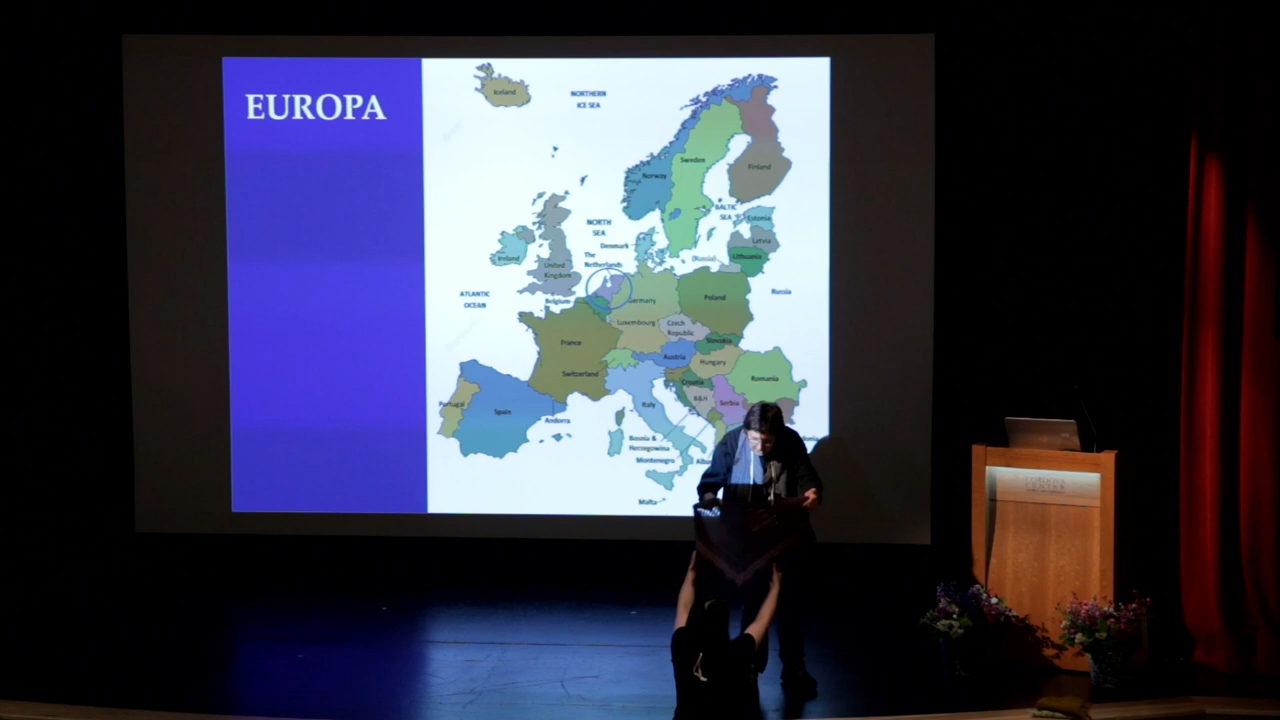 EUROPA
Iceland
NORTHERN
ICE SEA
Sweden
Finland
Norway
BALTIC
SEA
Estonia
NORTH
SEA
Latvia
Denmark
Lithuania
Ireland
The
Netherlands
(Russia)
United
Kingdom
Russia
ATLANTIC
OCEAN
Belgium
Germany
Poland
Luxembourg
Czech
Republic
France
Slovakia
Austria
Hungary
Switzerland
Croatia
Romania
B&H
Serbia
Portugal
Spain
Italy
Andorra
Bosnia &
Herzegovina
Montenegro
Malta